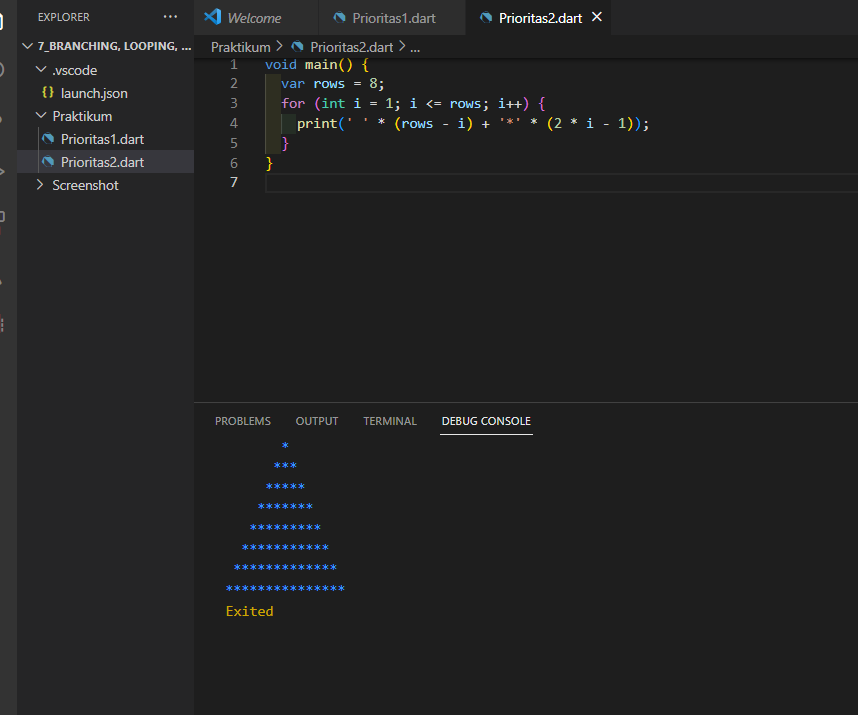 EXPLORER ...
7_BRANCHING, LOOPING, ...
.vscode
{} launch.json
Praktikum
Prioritas1.dart
Prioritas2.dart
Screenshot
Welcome Prioritas1.dart Prioritas2.dart
Praktikum > Prioritas2.dart > ...
1 void main() {
2   var rows = 8;
3   for (int i = 1; i <= rows; i++) {
4     print(' ' * (rows - i) + '*' * (2 * i - 1));
5   }
6 }
7
PROBLEMS OUTPUT TERMINAL DEBUG CONSOLE
       *
      ***
     *****
    *******
   *********
  ***********
 *************
***************
Exited